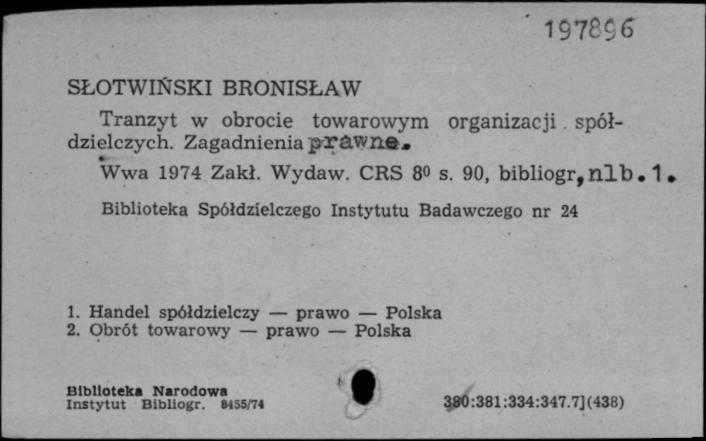 197896
SŁOTWIŃSKI BRONISŁAW
Tranzyt w obrocie towarowym organizacji spół-
dzielczych. Zagadnienia prawne.
Wwa 1974 Zakł. Wydaw. CRS 8⁰ s. 90, bibliogr, nlb. 1.
Biblioteka Spółdzielczego Instytutu Badawczego nr 24
1. Handel spółdzielczy — prawo — Polska
2. Obrót towarowy — prawo — Polska
Biblioteka Narodowa
Instytut Bibliogr. 8455/74
380:381:334:347.7](438)